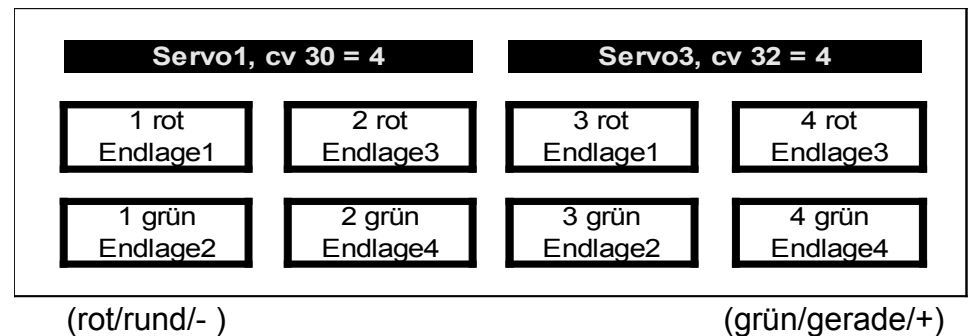 Servo1, cv 30 = 4
Servo3, cv 32 = 4
1 rot
Endlage1
2 rot
Endlage3
3 rot
Endlage1
4 rot
Endlage3
1 grün
Endlage2
2 grün
Endlage4
3 grün
Endlage2
4 grün
Endlage4
(rot/rund/- )
(grün/gerade/+)